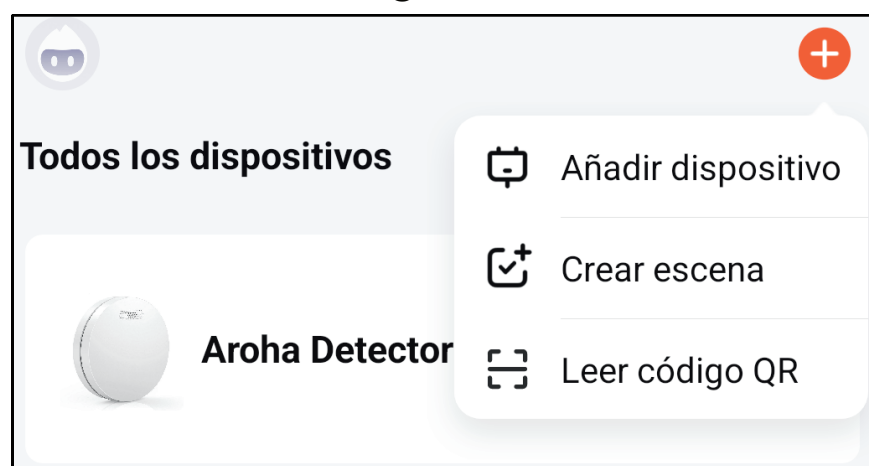 Todos los dispositivos
Añadir dispositivo
Crear escena
Aroha Detector
Leer código QR